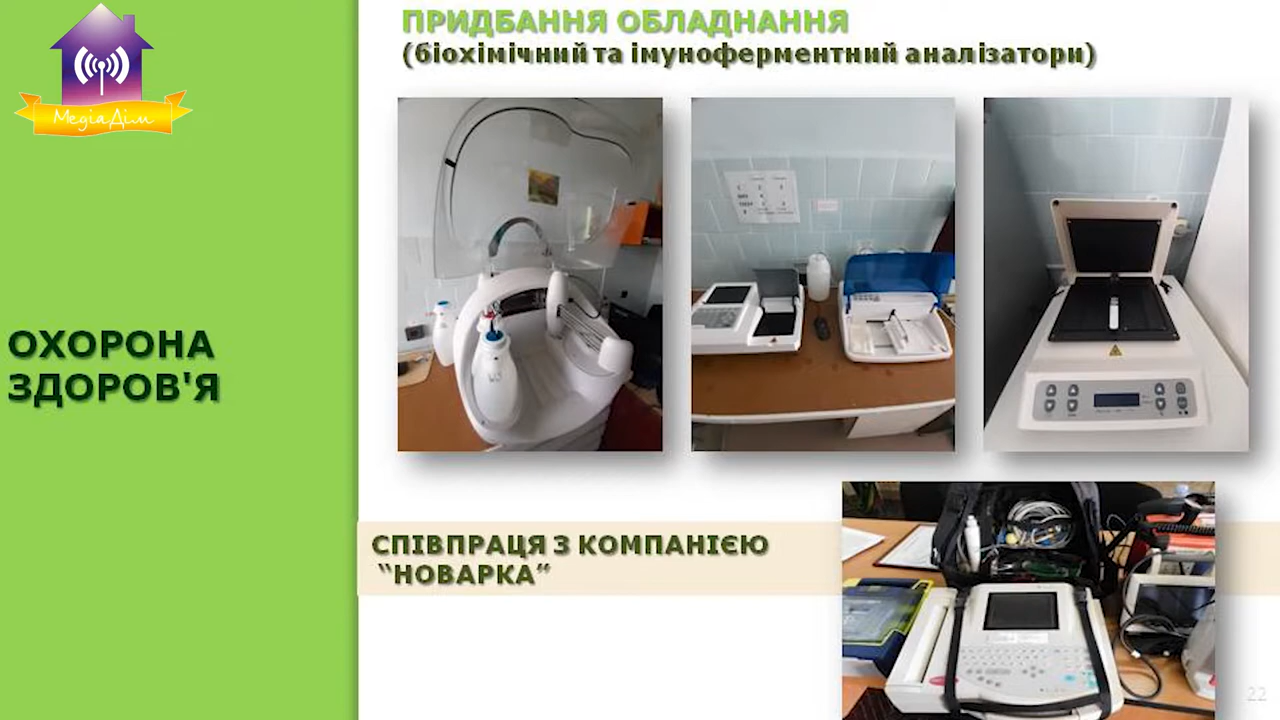 МедіаДім
ПРИДБАННЯ ОБЛАДНАННЯ
(біохімічний та імуноферментний аналізатори)
ОХОРОНА
ЗДОРОВ'Я
СПІВПРАЦЯ З КОМПАНІЄЮ
“НОВАРКА”
22